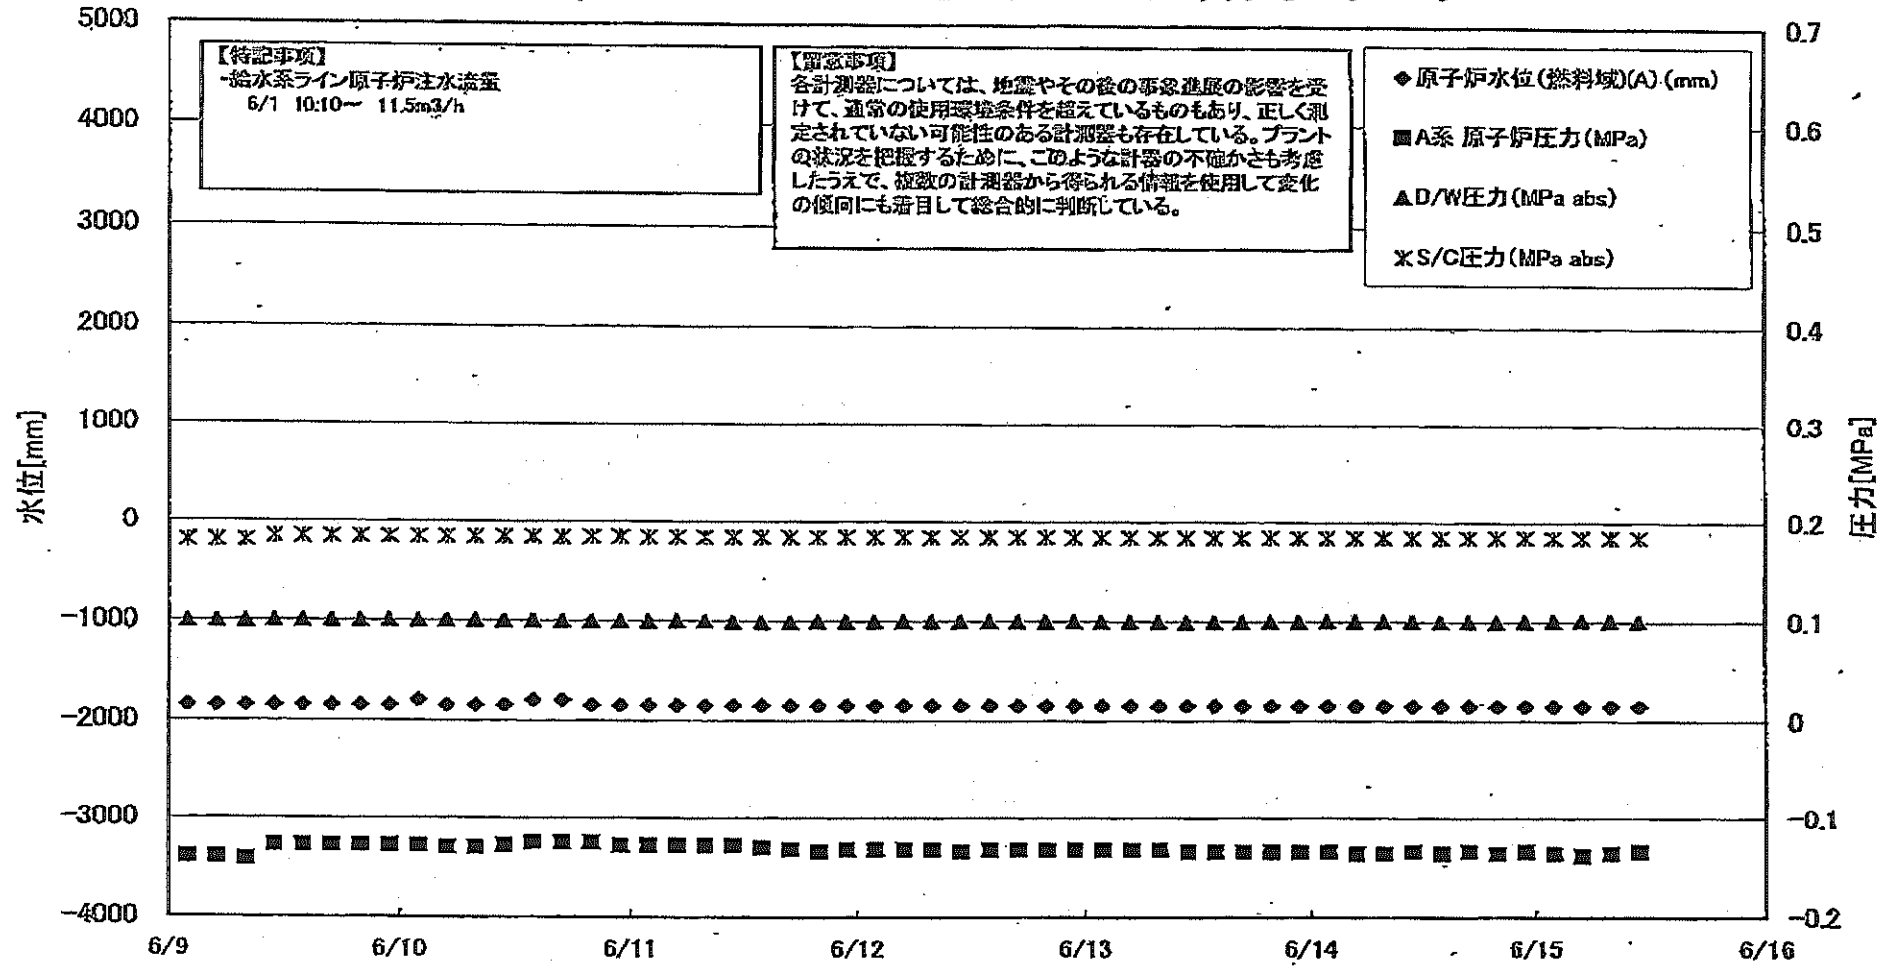 5000
4000
3000
2000
1000
0
-1000
-2000
-3000
-4000
水位[mm]
【特記事項】
・給水系ライン原子炉注水流量
6/1 10:10~ 11.5m3/h
【留意事項】
各計測器については、地震やその後の事象進展の影響を受
けて、通常の使用環境条件を超えているものもあり、正しく測
定されていない可能性のある計測器も存在している。プラント
の状況を把握するために、このような計器の不確かさも考慮
したうえで、複数の計測器から得られる情報を使用して変化
の傾向にも着目して総合的に判断している。
◆原子炉水位(燃料域)(A)(mm)
■A系 原子炉圧力(MPa)
▲D/W圧力(MPa abs)
※S/C圧力(MPa abs)
0.7
0.6
0.5
0.4
0.3
0.2
0.1
0
-0.1
-0.2
圧力[MPa]
6/9 6/10 6/11 6/12 6/13 6/14 6/15 6/16